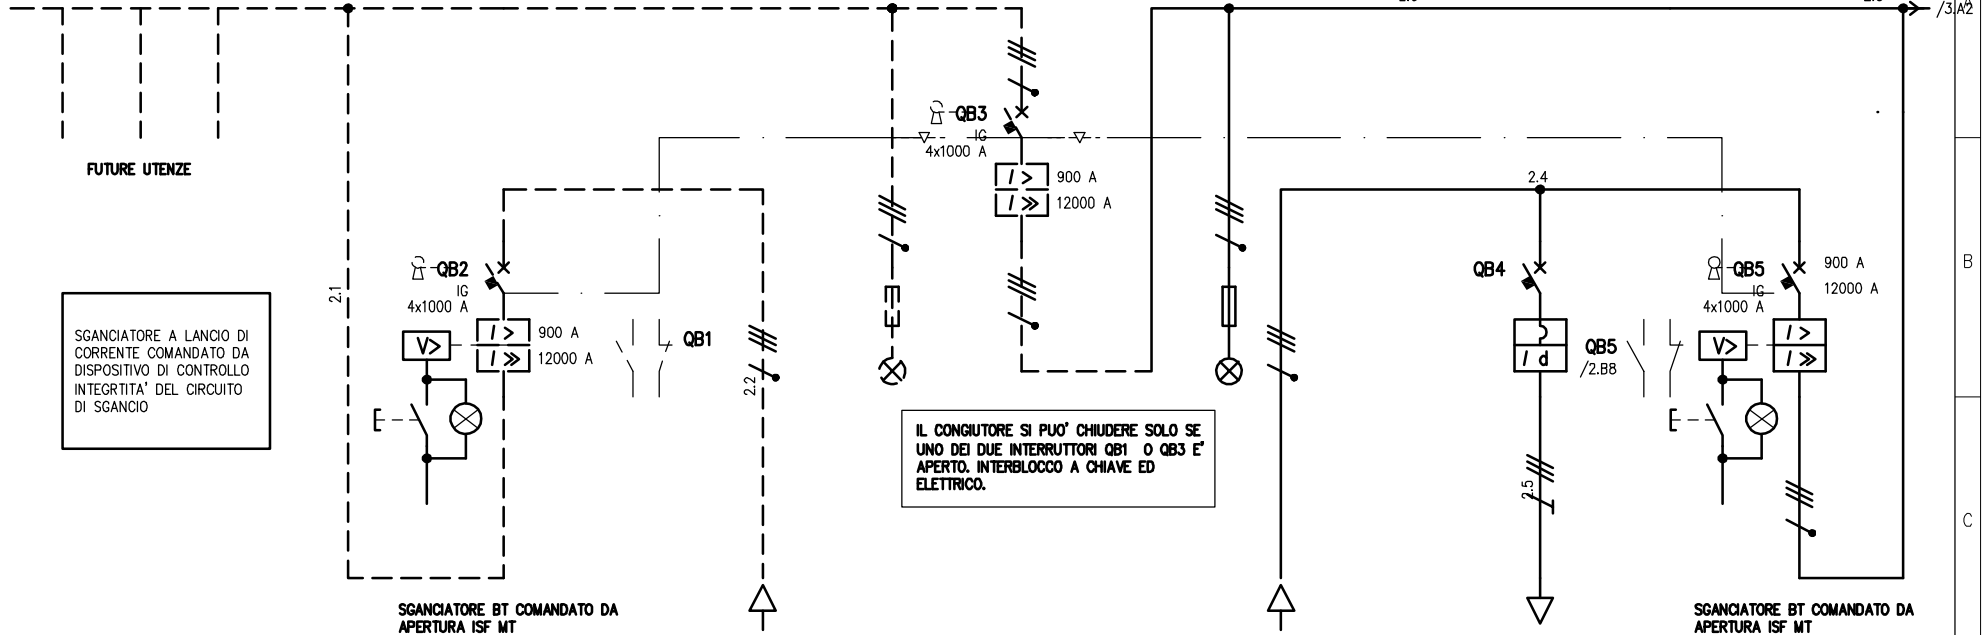 /3.A2
QB3
IG
4x1000 A
900 A
12000 A
FUTURE UTENZE
2.4
QB2
IG
4x1000 A
2.1
900 A
12000 A
V>
I >
I >>
QB1
2.2
I >
I >>
QB4
I d
2.5
QB5
/2.B8
QB5
IG
4x1000 A
900 A
12000 A
V>
I >
I >>
B
C
SGANCIATORE A LANCIO DI
CORRENTE COMANDATO DA
DISPOSITIVO DI CONTROLLO
INTEGRTITA' DEL CIRCUITO
DI SGANCIO
IL CONGIUTORE SI PUO' CHIUDERE SOLO SE
UNO DEI DUE INTERRUTTORI QB1 O QB3 E'
APERTO. INTERBLOCCO A CHIAVE ED
ELETTRICO.
SGANCIATORE BT COMANDATO DA
APERTURA ISF MT
SGANCIATORE BT COMANDATO DA
APERTURA ISF MT